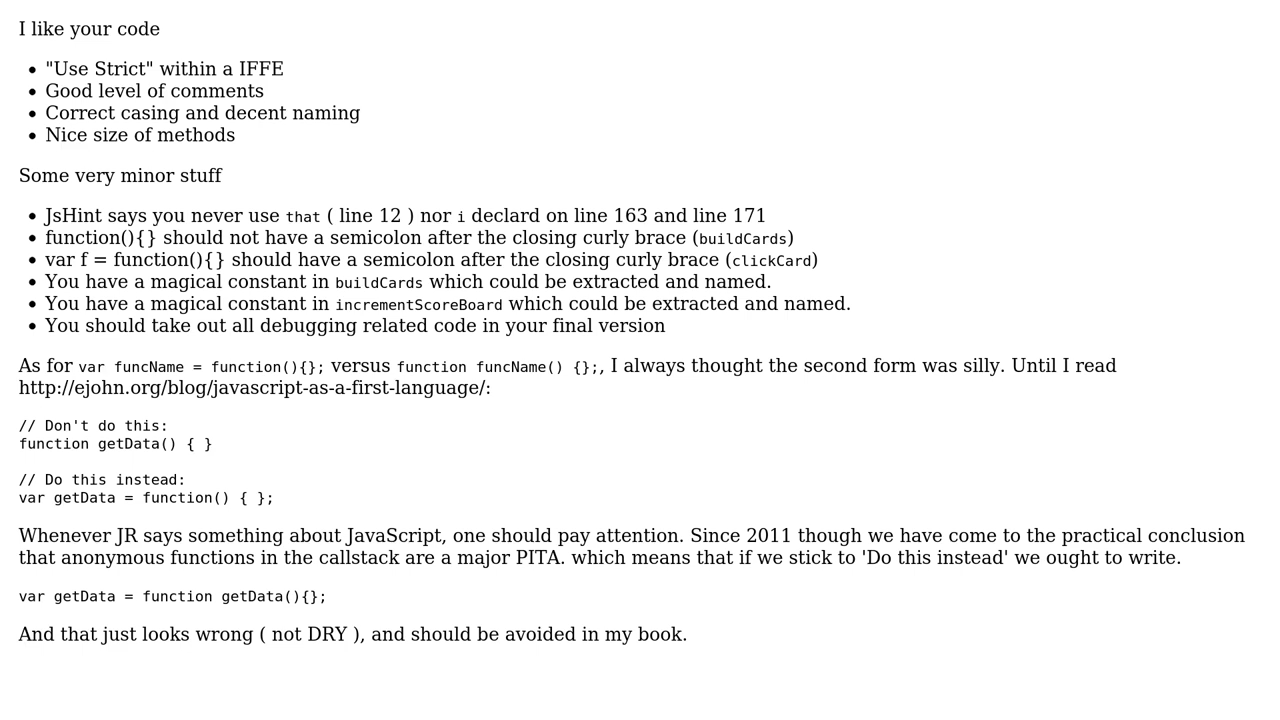 I like your code
• "Use Strict" within a IFFE
• Good level of comments
• Correct casing and decent naming
• Nice size of methods
Some very minor stuff
• JsHint says you never use that ( line 12 ) nor i declard on line 163 and line 171
• function(){} should not have a semicolon after the closing curly brace (buildCards)
• var f = function(){} should have a semicolon after the closing curly brace (clickCard)
• You have a magical constant in buildCards which could be extracted and named.
• You have a magical constant in incrementScoreBoard which could be extracted and named.
• You should take out all debugging related code in your final version
As for var funcName = function(){}; versus function funcName() {};, I always thought the second form was silly. Until I read
http://ejohn.org/blog/javascript-as-a-first-language/:
// Don't do this:
function getData() { }
// Do this instead:
var getData = function() { };
Whenever JR says something about JavaScript, one should pay attention. Since 2011 though we have come to the practical conclusion
that anonymous functions in the callstack are a major PITA. which means that if we stick to 'Do this instead' we ought to write.
var getData = function getData(){};
And that just looks wrong ( not DRY ), and should be avoided in my book.